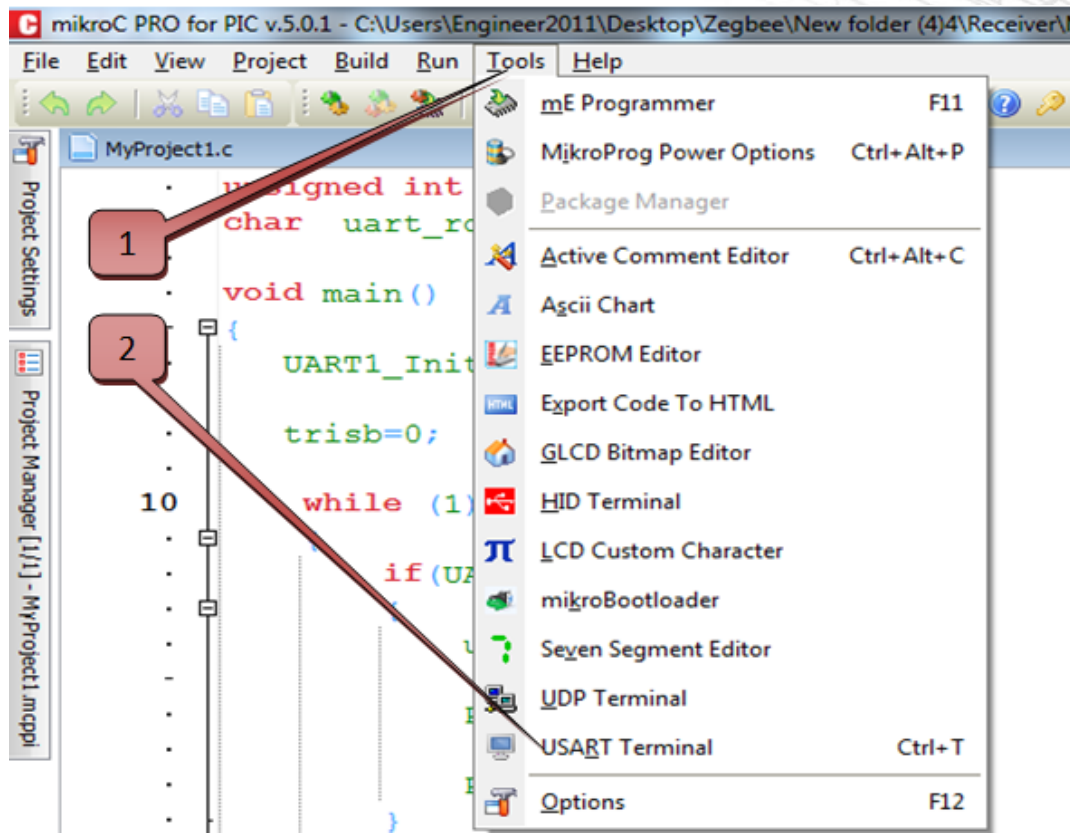 mikroC PRO for PIC v.5.0.1 - C:\Users\Engineer2011\Desktop\Zegbee\New folder (4)4\Receiver\
File Edit View Project Build Run Tools Help
MyProject1.c
Project Settings
Project Manager [1/1] - MyProject1.mcppi
1
2
unsigned int
char uart_
void main()
{
UART1_Init
trisb=0;
10 while (1)
{
if(UA
{
}
mE Programmer F11
MikroProg Power Options Ctrl+Alt+P
Package Manager
Active Comment Editor Ctrl+Alt+C
Ascii Chart
EEPROM Editor
HTML Export Code To HTML
GLCD Bitmap Editor
HID Terminal
LCD Custom Character
mikroBootloader
Seven Segment Editor
UDP Terminal
USART Terminal Ctrl+T
Options F12